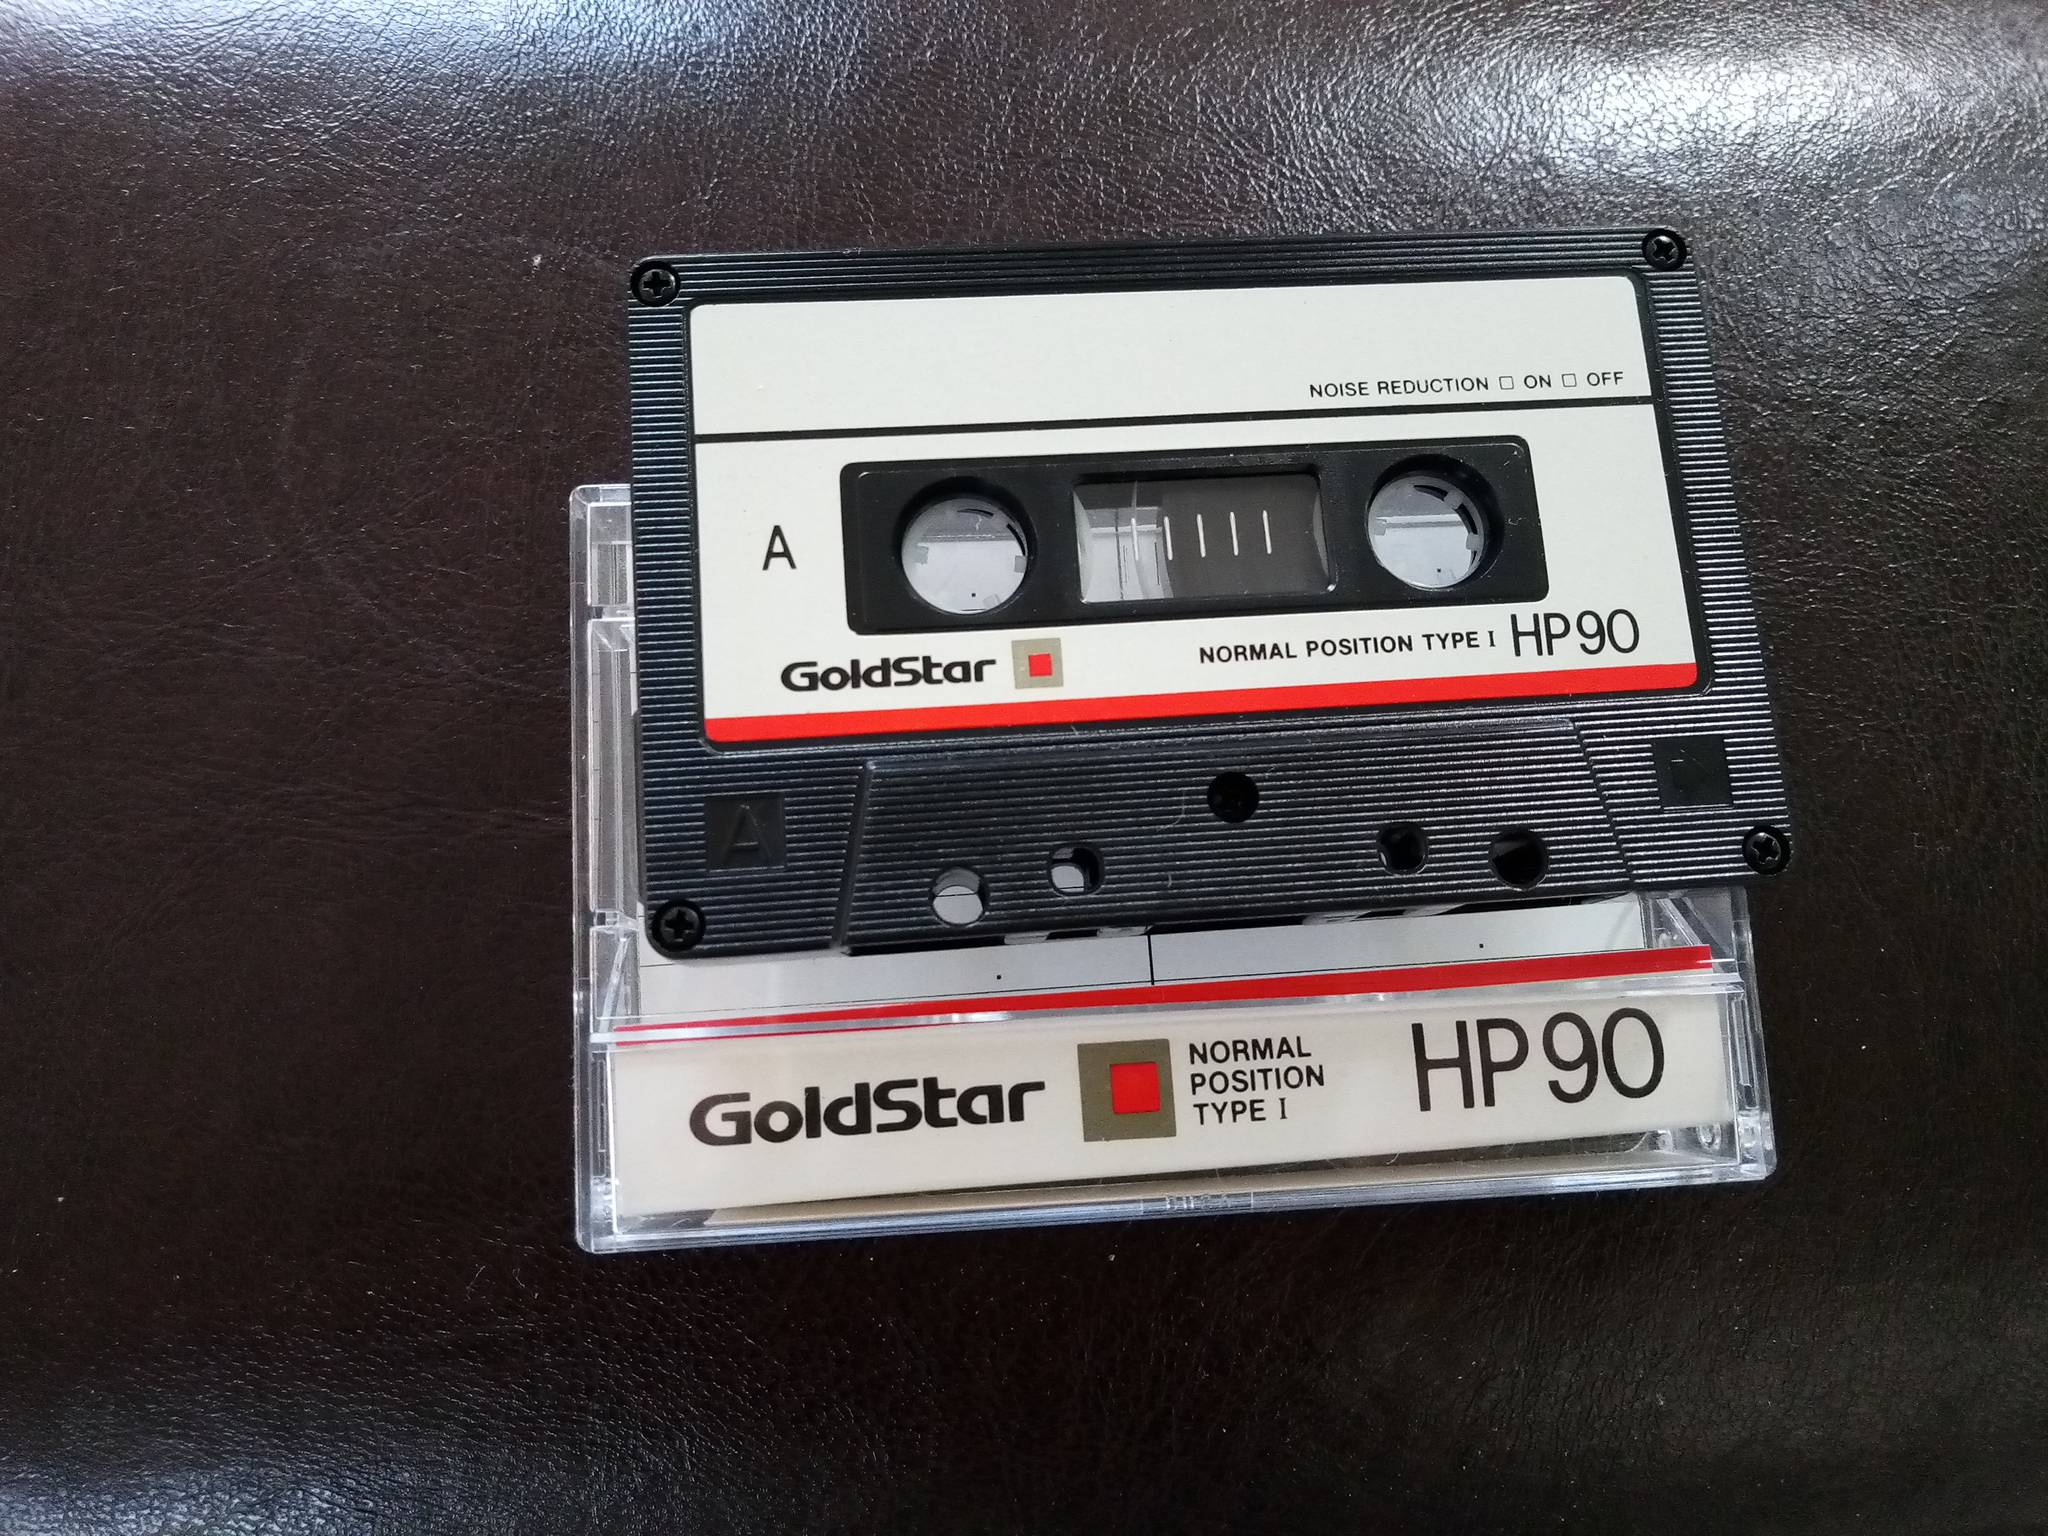 NOISE REDUCTION □ ON □ OFF
A
GoldStar
NORMAL POSITION TYPE I HP90
A
GoldStar
NORMAL
POSITION
TYPE I
HP90